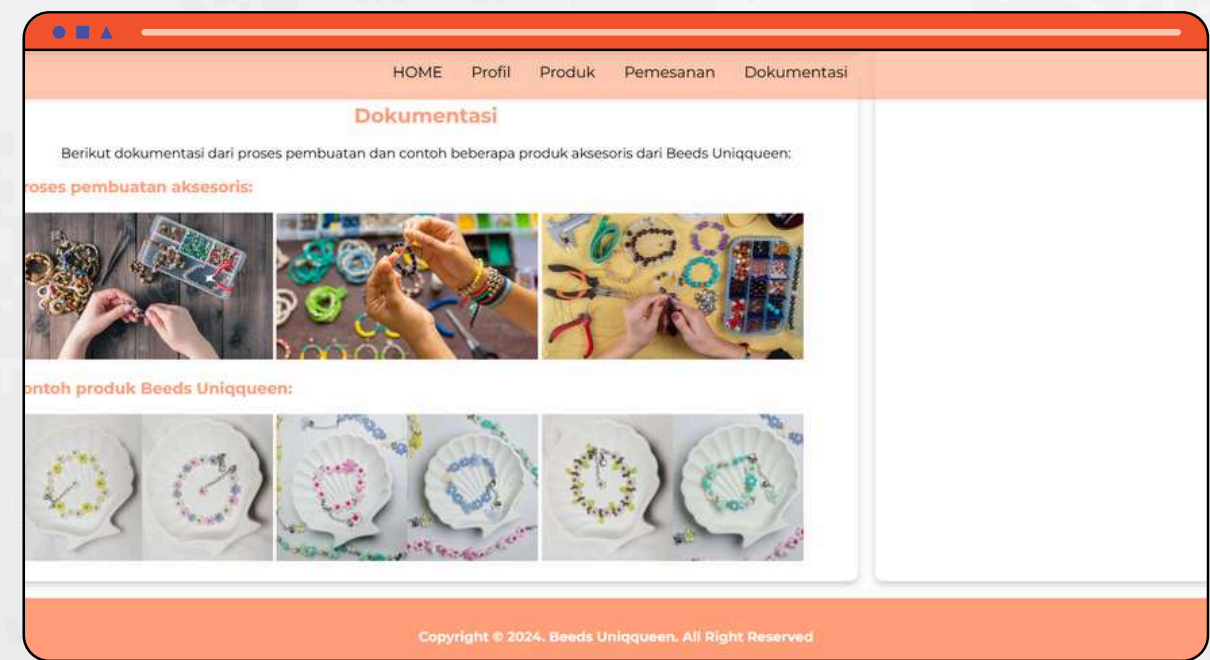 HOME Profil Produk Pemesanan Dokumentasi
Dokumentasi
Berikut dokumentasi dari proses pembuatan dan contoh beberapa produk aksesoris dari Beeds Uniqqueen:
roses pembuatan aksesoris:
ontoh produk Beeds Uniqqueen:
Copyright © 2024. Beeds Uniqqueen. All Right Reserved